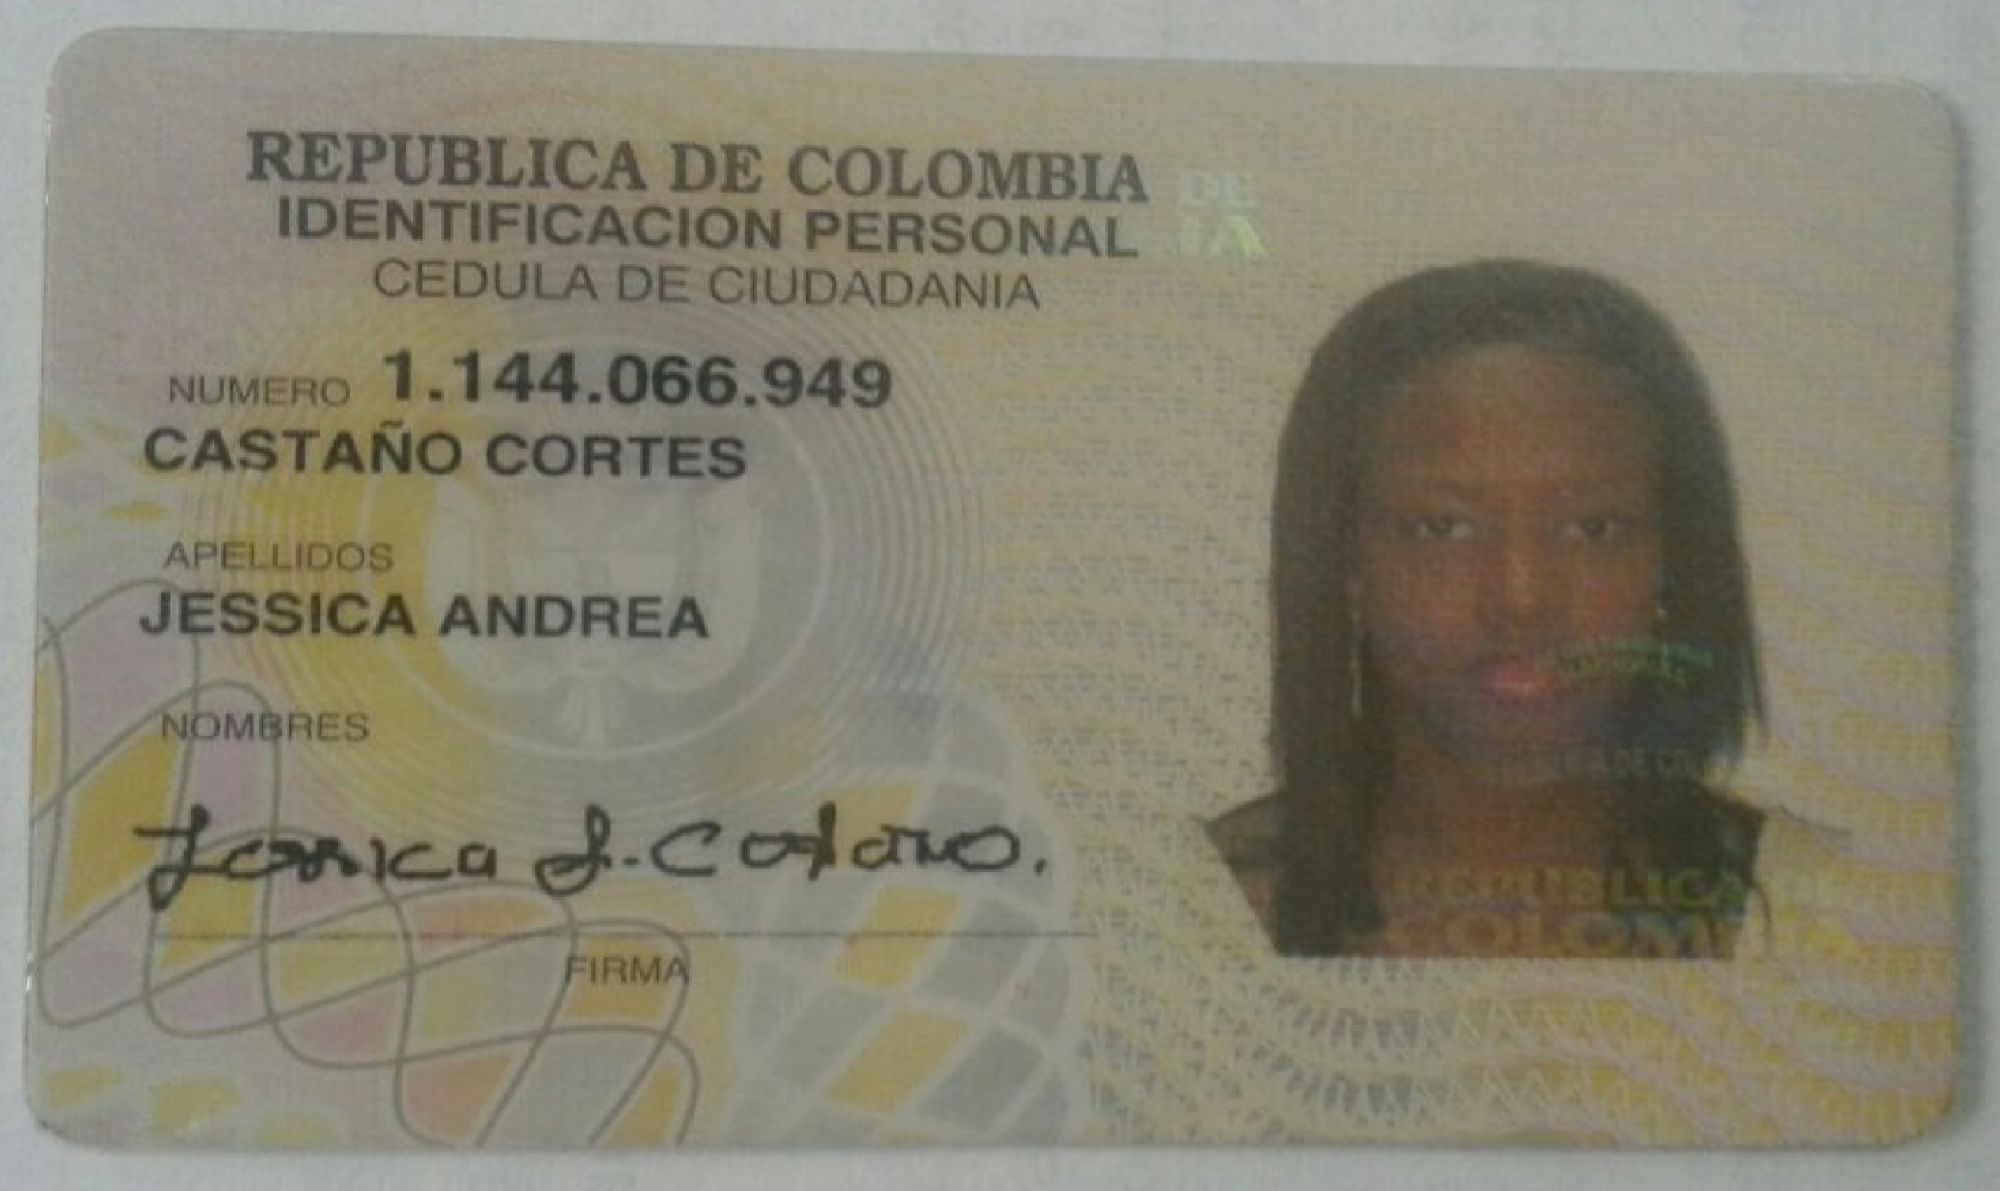 REPUBLICA DE COLOMBIA
IDENTIFICACION PERSONAL
CEDULA DE CIUDADANIA
NUMERO 1.144.066.949
CASTAÑO CORTES
APELLIDOS
JESSICA ANDREA
NOMBRES
Jessica A. Castaño.
FIRMA
REPUBLICA
COLOM